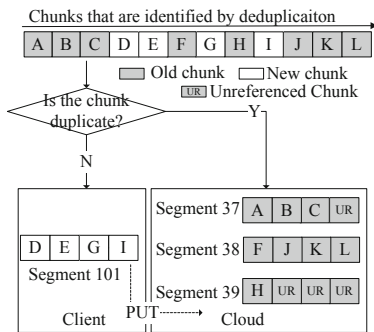 Chunks that are identified by deduplicaiton
A B C D E F G H I J K L
Old chunk New chunk
UR Unreferenced Chunk
Is the chunk
duplicate?
Y
N
Segment 37 A B C UR
D E G I
Segment 38 F J K L
Segment 101
Segment 39 H UR UR UR
PUT
Client Cloud